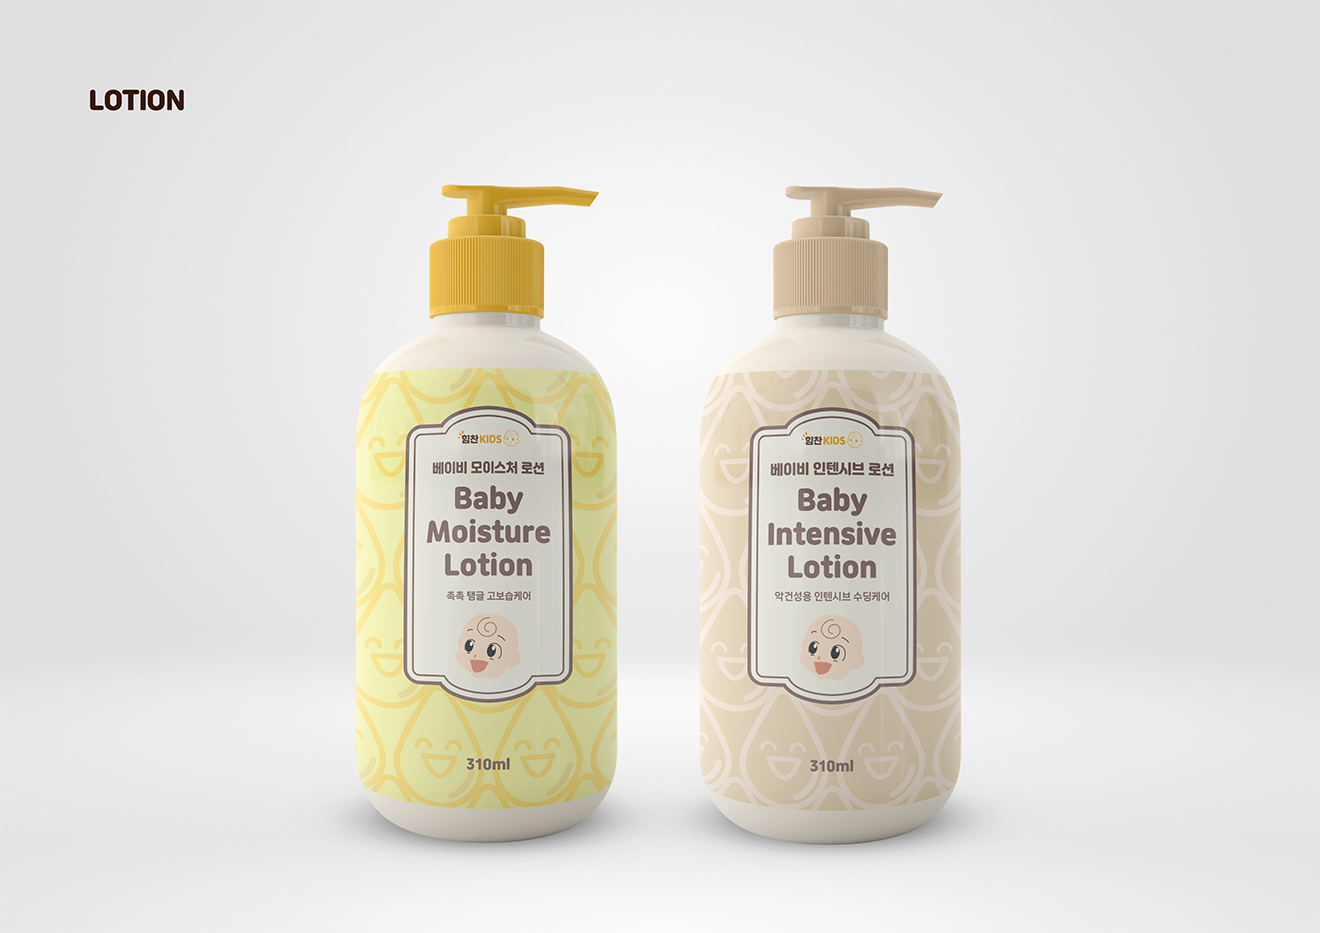 LOTION
힘찬KIDS
베이비 모이스처 로션
Baby
Moisture
Lotion
촉촉 탱글 고보습케어
310ml
힘찬KIDS
베이비 인텐시브 로션
Baby
Intensive
Lotion
악건성용 인텐시브 수딩케어
310ml